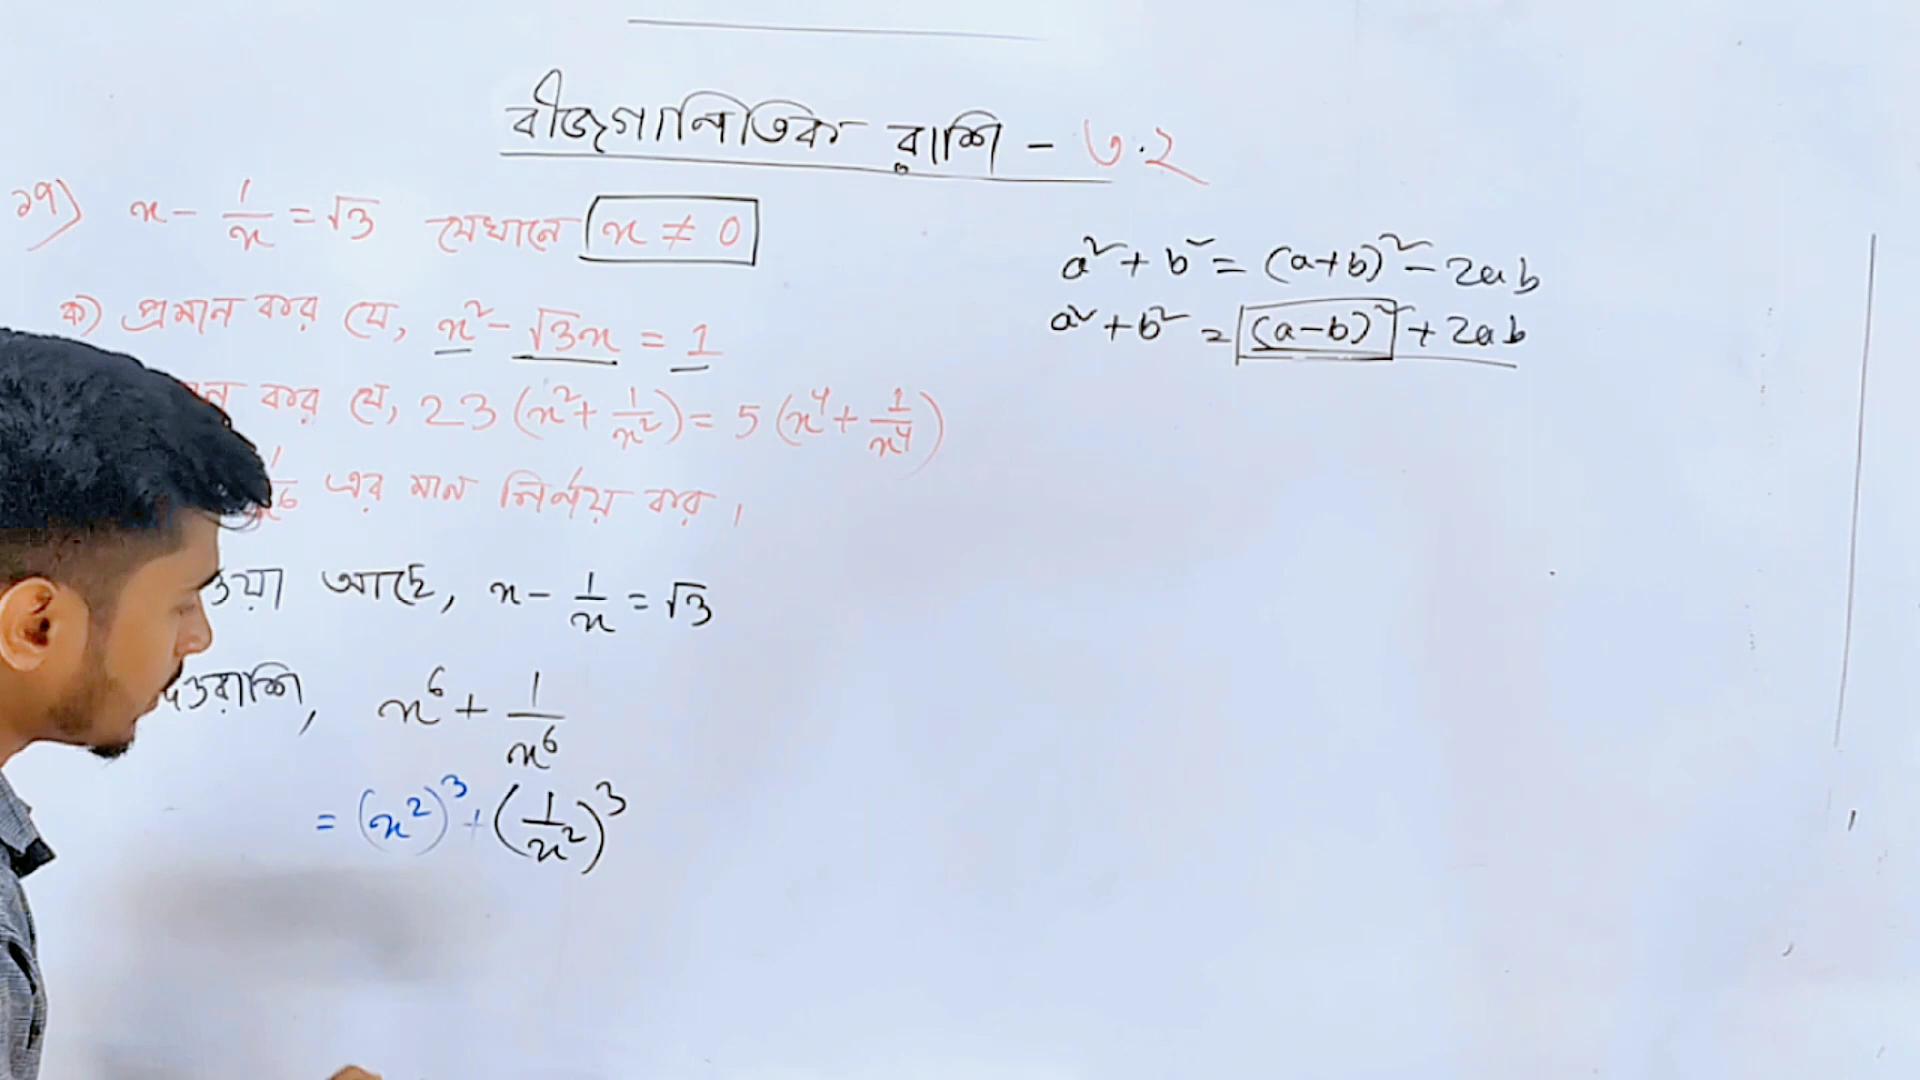 বীজগাণিতিক রাশি - ৩.২
১৭) x - 1/x = √3 যেখানে x ≠ 0
ক) প্রমান কর যে, x² - √3x = 1
কর যে, 23 (x² + 1/x²) = 5 (x⁴ + 1/x⁴)
এর মান নির্ণয় কর।
আছে, x - 1/x = √3
x⁶ + 1/x⁶
= (x²)³ + (1/x²)³
a² + b² = (a+b)² - 2ab
a² + b² = (a-b)² + 2ab